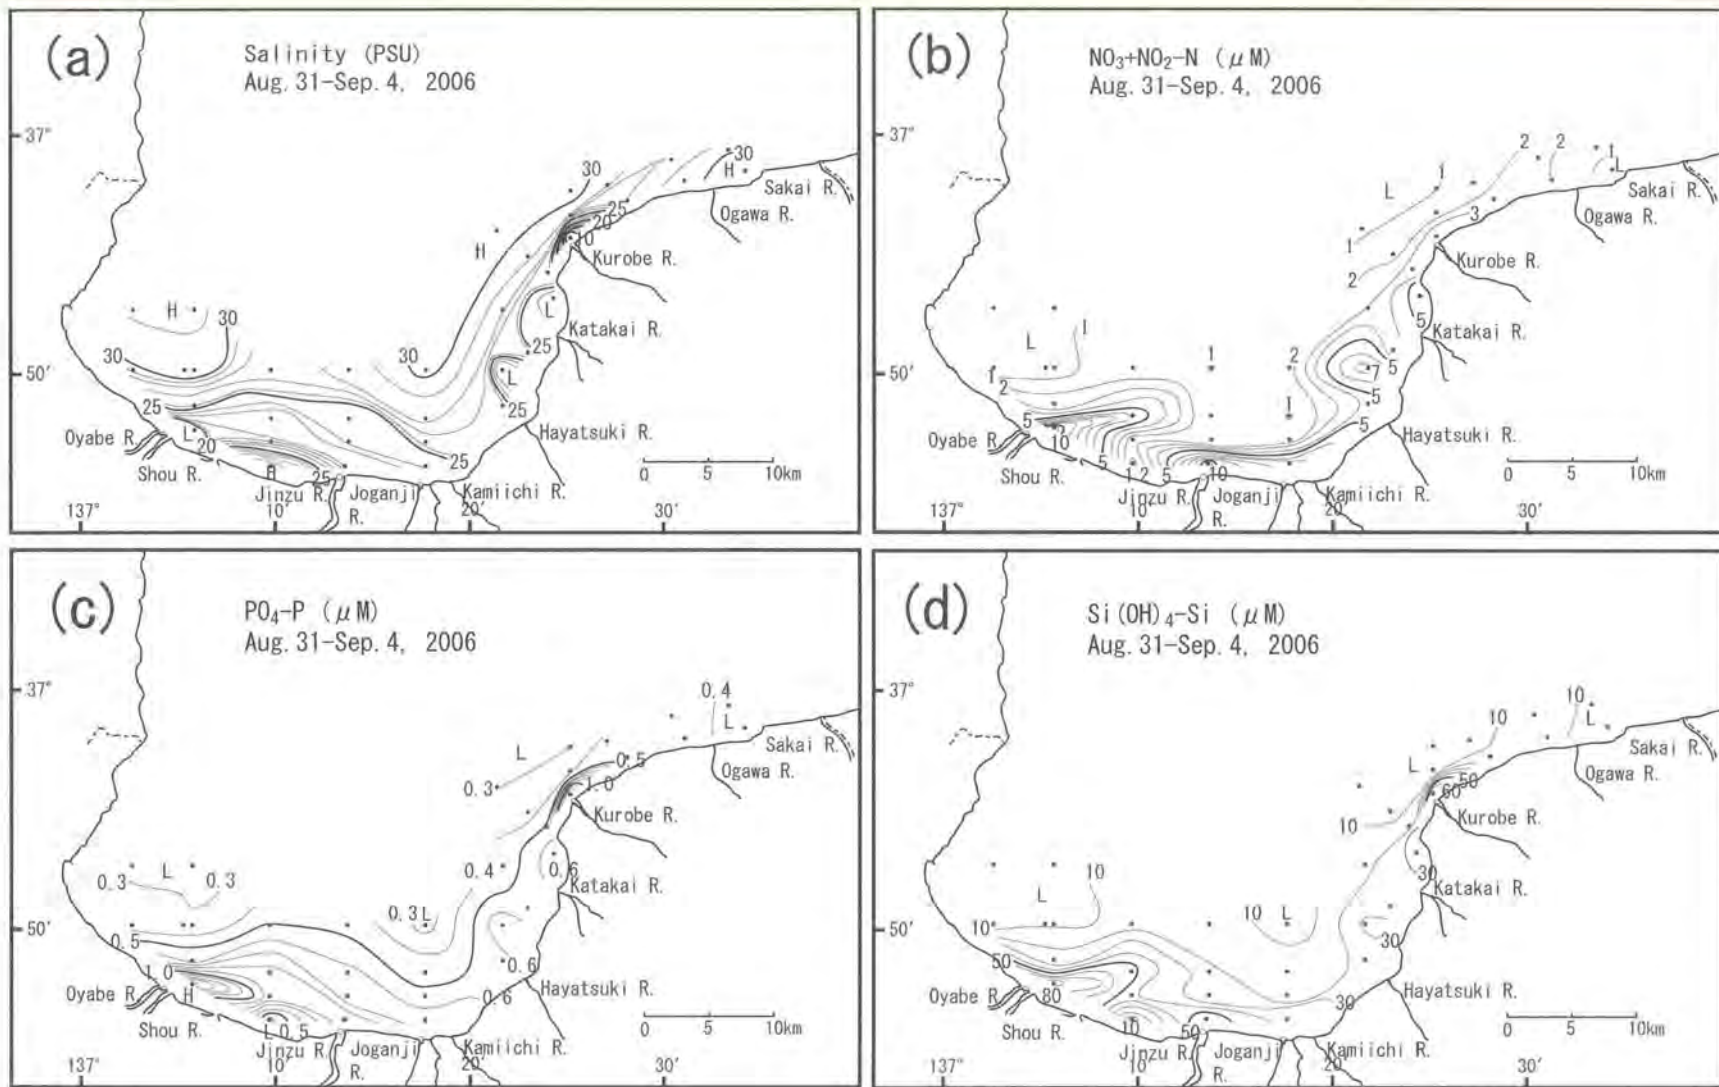 (a)
Salinity (PSU)
Aug. 31-Sep. 4, 2006
37°
30
30
H
Sakai R.
25
Ogawa R.
20
10
H
Kurobe R.
L
H
30
25
Katakai R.
30
30
50′
L
25
25
L
Oyabe R.
20
25
Hayatsuki R.
0 5 10km
Shou R.
H
25
Jinzu R.
Joganji R.
Kamiichi R.
137°
10′
20′
30′
(b)
NO₃+NO₂-N (μM)
Aug. 31-Sep. 4, 2006
37°
2
2
1
L
1
L
Sakai R.
3
Ogawa R.
1
Kurobe R.
2
5
Katakai R.
1
L
1
2
50′
1
2
7
5
1
5
5
Oyabe R.
10
5
5
Hayatsuki R.
0 5 10km
Shou R.
1 2
10
Jinzu R.
Joganji R.
Kamiichi R.
137°
10′
20′
30′
(c)
PO₄-P (μM)
Aug. 31-Sep. 4, 2006
37°
0.4
L
L
Sakai R.
0.5
Ogawa R.
0.3
1.0
Kurobe R.
L
0.4
0.6
0.3
0.3
Katakai R.
0.3
L
50′
0.5
0.6
1.0
Oyabe R
H
0.6
Hayatsuki R.
0 5 10km
Shou R.
L
0.5
Jinzu R.
Joganji R.
Kamiichi R.
137°
10′
20′
30′
(d)
Si(OH)₄-Si (μM)
Aug. 31-Sep. 4, 2006
37°
10
10
L
Sakai R.
L
50
Ogawa R.
60
10
Kurobe R.
10
30
L
Katakai R.
10
L
50′
10
30
50
Oyabe R.
80
30
Hayatsuki R.
0 5 10km
Shou R.
10
50
Jinzu R.
Joganji R.
Kamiichi R.
137°
10′
20′
30′